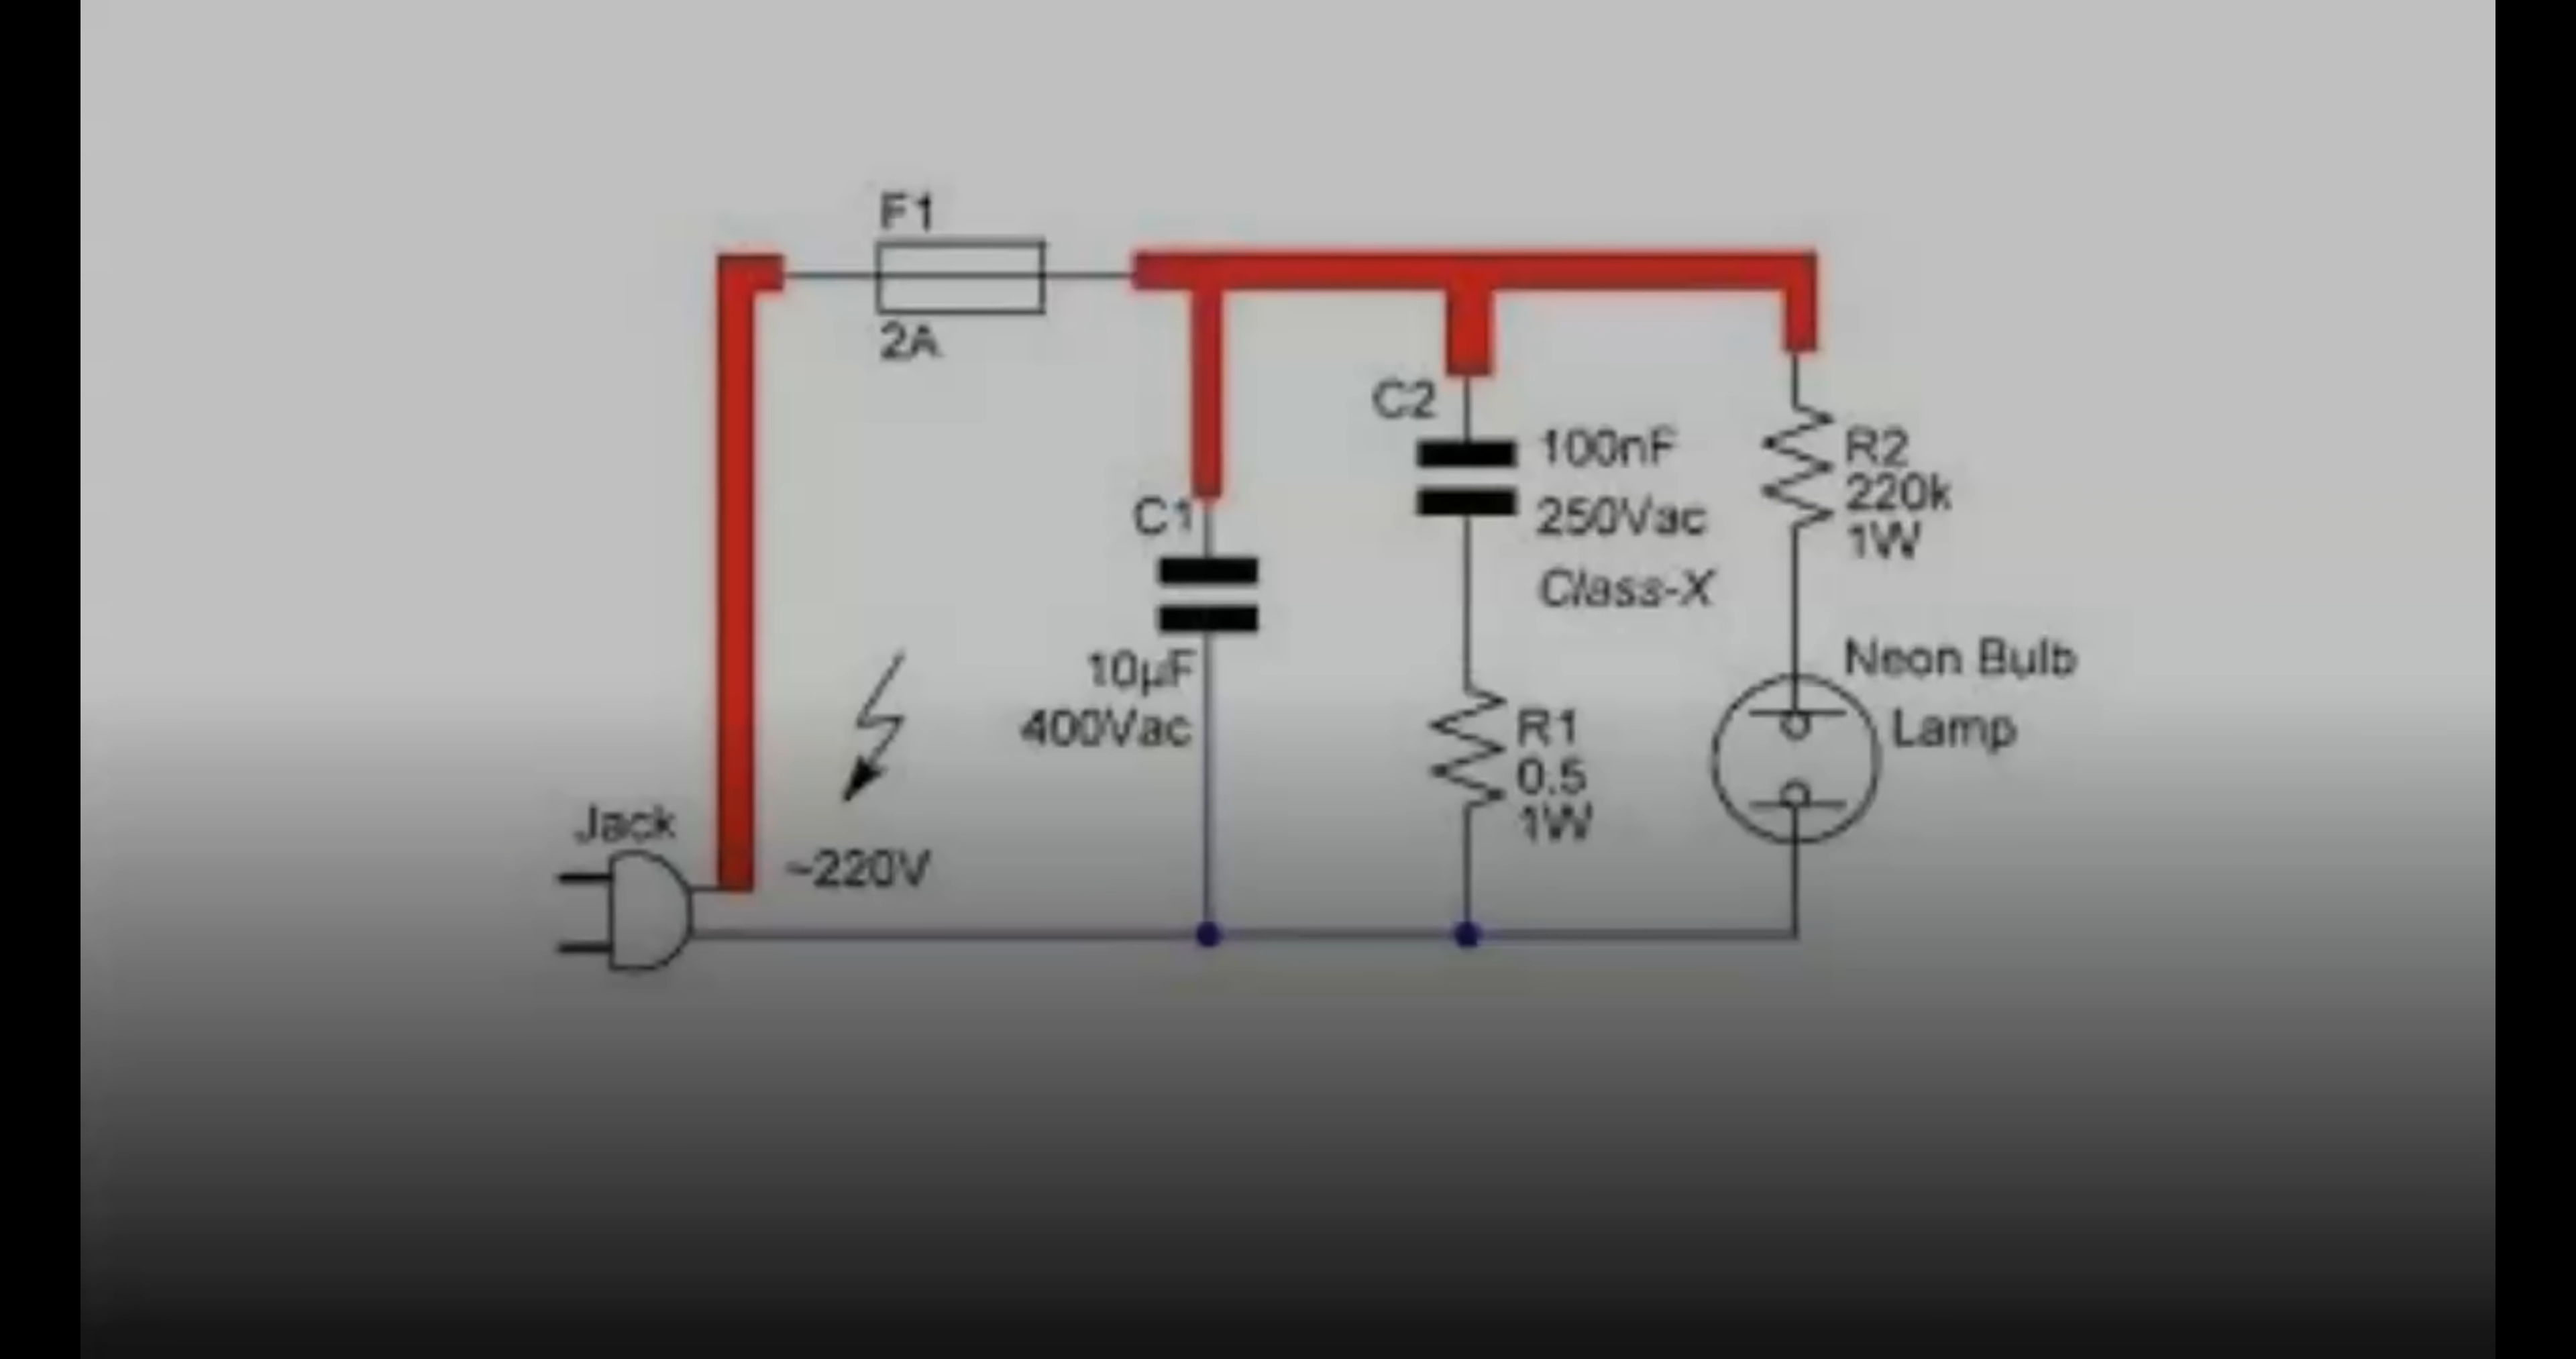 F1
2A
C1
10µF
400Vac
C2
100nF
250Vac
Class-X
R1
0.5
1W
R2
220k
1W
Neon Bulb
Lamp
Jack
~220V